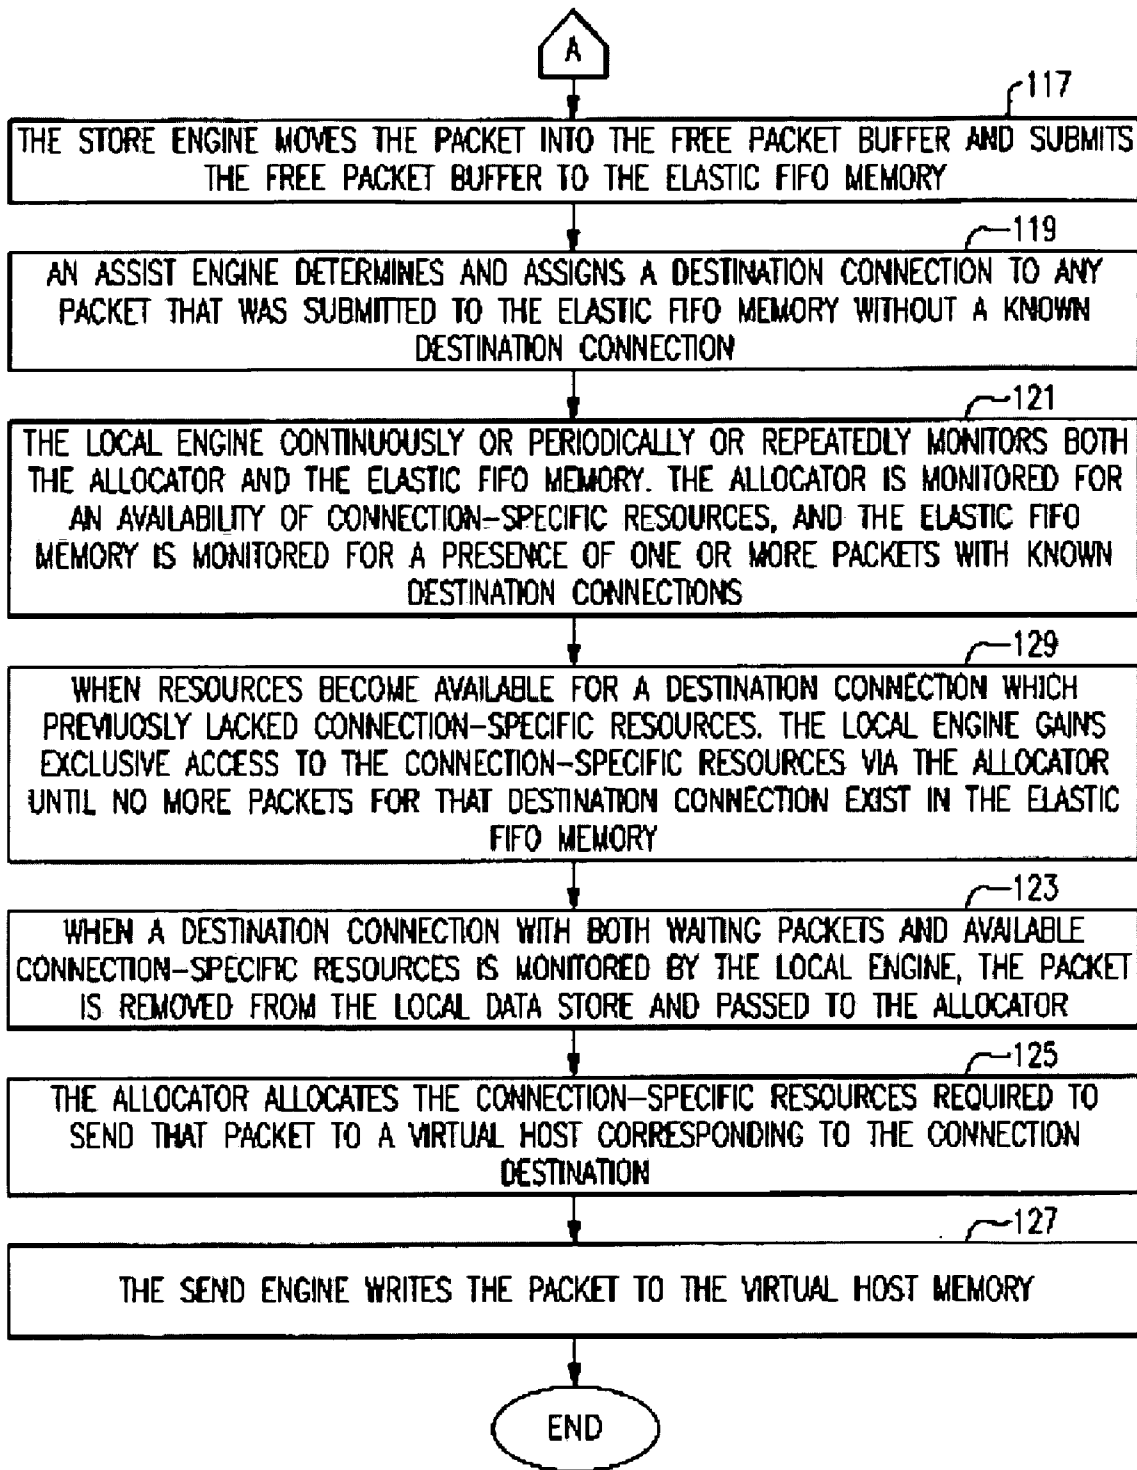 A
117
THE STORE ENGINE MOVES THE PACKET INTO THE FREE PACKET BUFFER AND SUBMITS
THE FREE PACKET BUFFER TO THE ELASTIC FIFO MEMORY
119
AN ASSIST ENGINE DETERMINES AND ASSIGNS A DESTINATION CONNECTION TO ANY
PACKET THAT WAS SUBMITTED TO THE ELASTIC FIFO MEMORY WITHOUT A KNOWN
DESTINATION CONNECTION
121
THE LOCAL ENGINE CONTINUOUSLY OR PERIODICALLY OR REPEATEDLY MONITORS BOTH
THE ALLOCATOR AND THE ELASTIC FIFO MEMORY. THE ALLOCATOR IS MONITORED FOR
AN AVAILABILITY OF CONNECTION-SPECIFIC RESOURCES, AND THE ELASTIC FIFO
MEMORY IS MONITORED FOR A PRESENCE OF ONE OR MORE PACKETS WITH KNOWN
DESTINATION CONNECTIONS
129
WHEN RESOURCES BECOME AVAILABLE FOR A DESTINATION CONNECTION WHICH
PREVIUOSLY LACKED CONNECTION-SPECIFIC RESOURCES. THE LOCAL ENGINE GAINS
EXCLUSIVE ACCESS TO THE CONNECTION-SPECIFIC RESOURCES VIA THE ALLOCATOR
UNTIL NO MORE PACKETS FOR THAT DESTINATION CONNECTION EXIST IN THE ELASTIC
FIFO MEMORY
123
WHEN A DESTINATION CONNECTION WITH BOTH WAITING PACKETS AND AVAILABLE
CONNECTION-SPECIFIC RESOURCES IS MONITORED BY THE LOCAL ENGINE, THE PACKET
IS REMOVED FROM THE LOCAL DATA STORE AND PASSED TO THE ALLOCATOR
125
THE ALLOCATOR ALLOCATES THE CONNECTION-SPECIFIC RESOURCES REQUIRED TO
SEND THAT PACKET TO A VIRTUAL HOST CORRESPONDING TO THE CONNECTION
DESTINATION
127
THE SEND ENGINE WRITES THE PACKET TO THE VIRTUAL HOST MEMORY
END